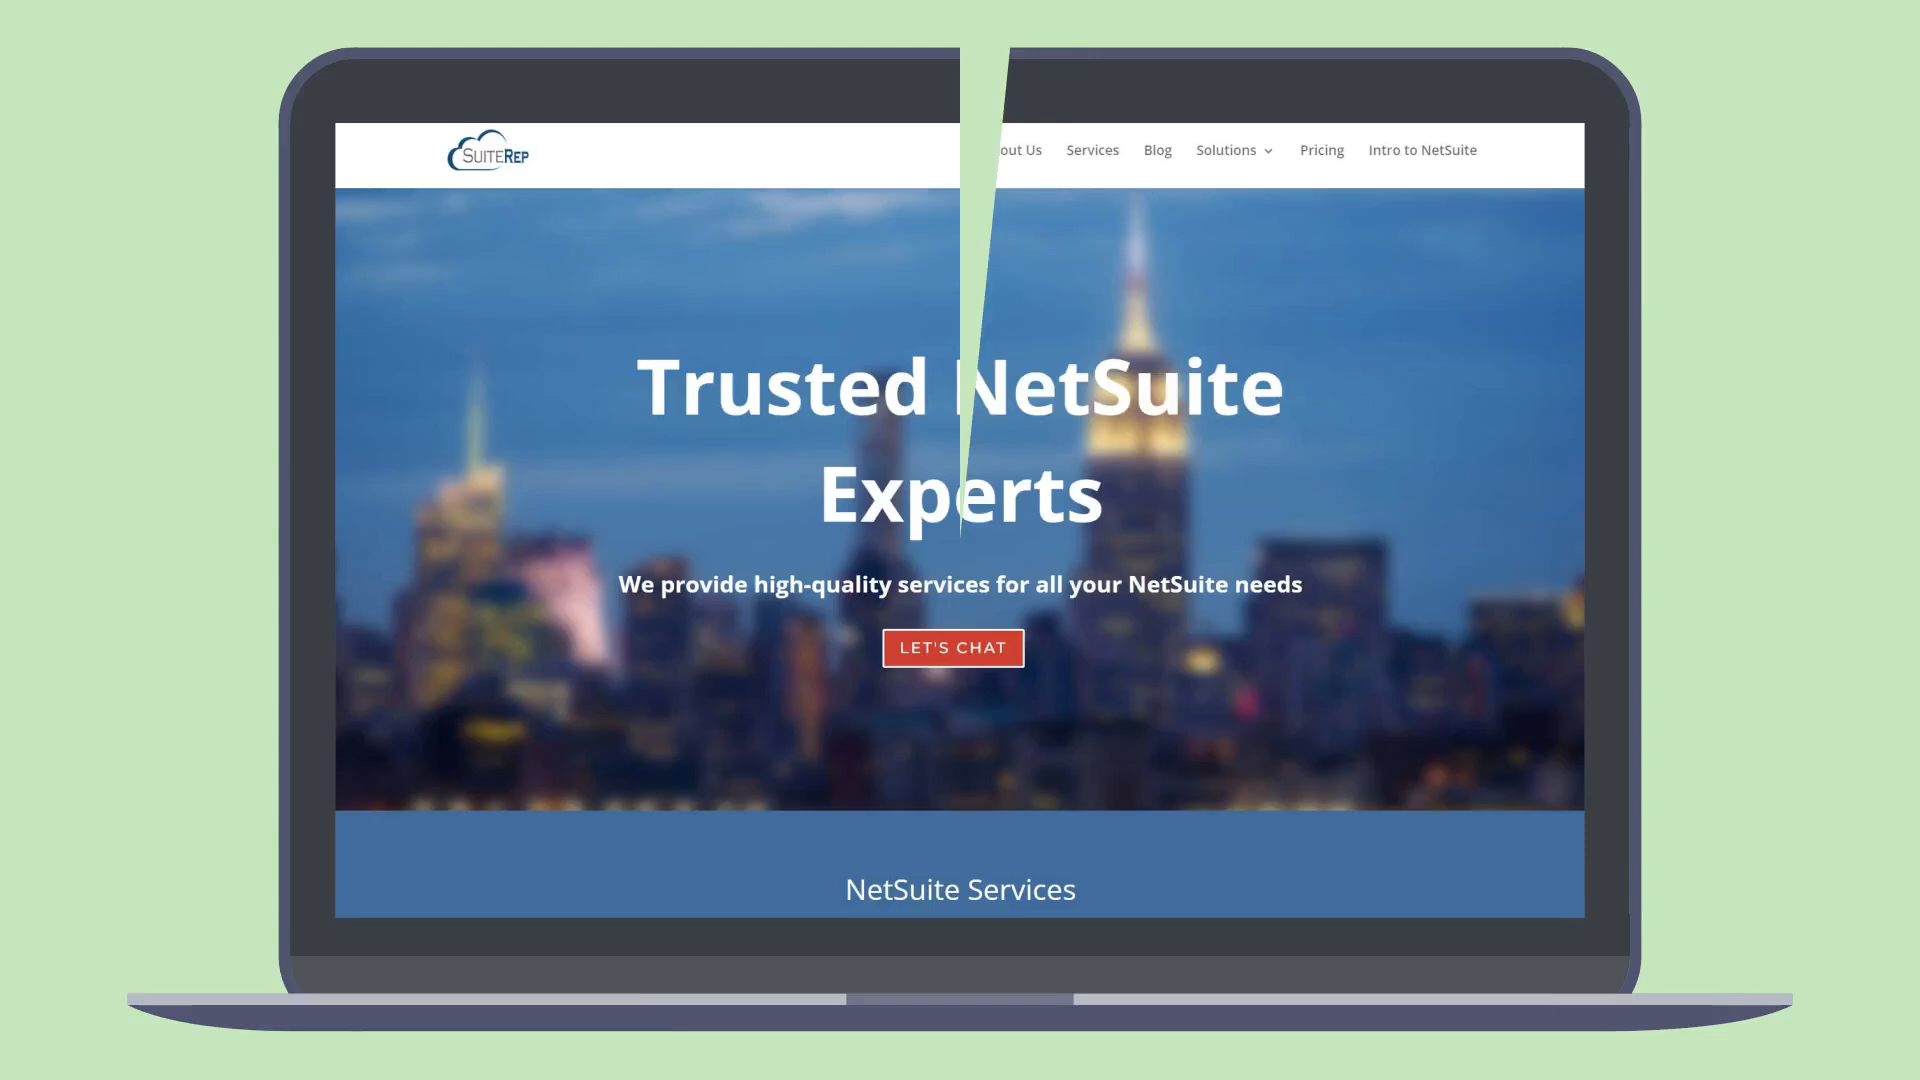 SUITEREP
out Us Services Blog Solutions Pricing Intro to NetSuite
Trusted NetSuite
Experts
We provide high-quality services for all your NetSuite needs
LET'S CHAT
NetSuite Services